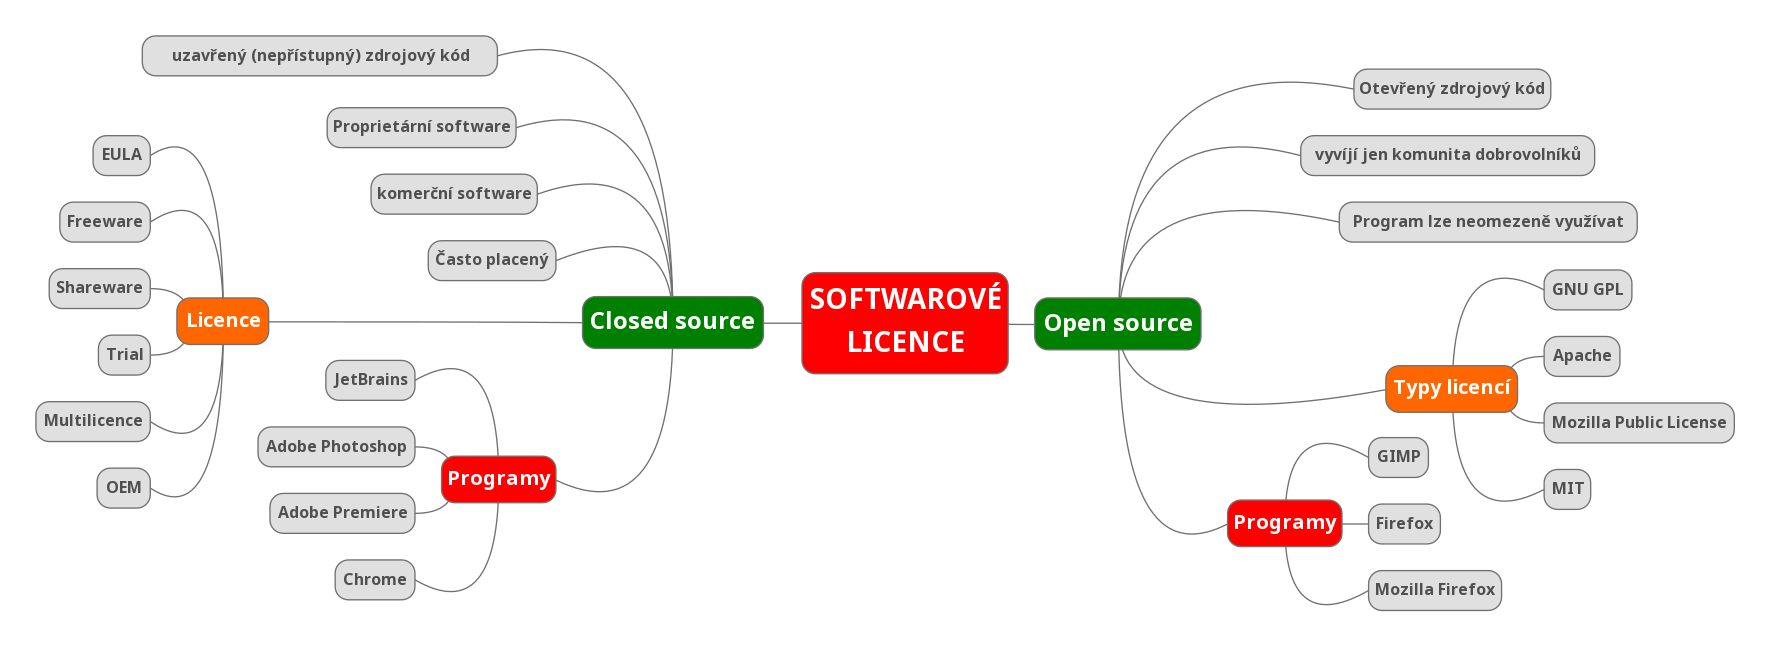 SOFTWAROVÉ
LICENCE
Closed source
uzavřený (nepřístupný) zdrojový kód
Proprietární software
komerční software
Často placený
Licence
EULA
Freeware
Shareware
Trial
Multilicence
OEM
Programy
JetBrains
Adobe Photoshop
Adobe Premiere
Chrome
Open source
Otevřený zdrojový kód
vyvíjí jen komunita dobrovolníků
Program lze neomezeně využívat
Typy licencí
GNU GPL
Apache
Mozilla Public License
MIT
Programy
GIMP
Firefox
Mozilla Firefox